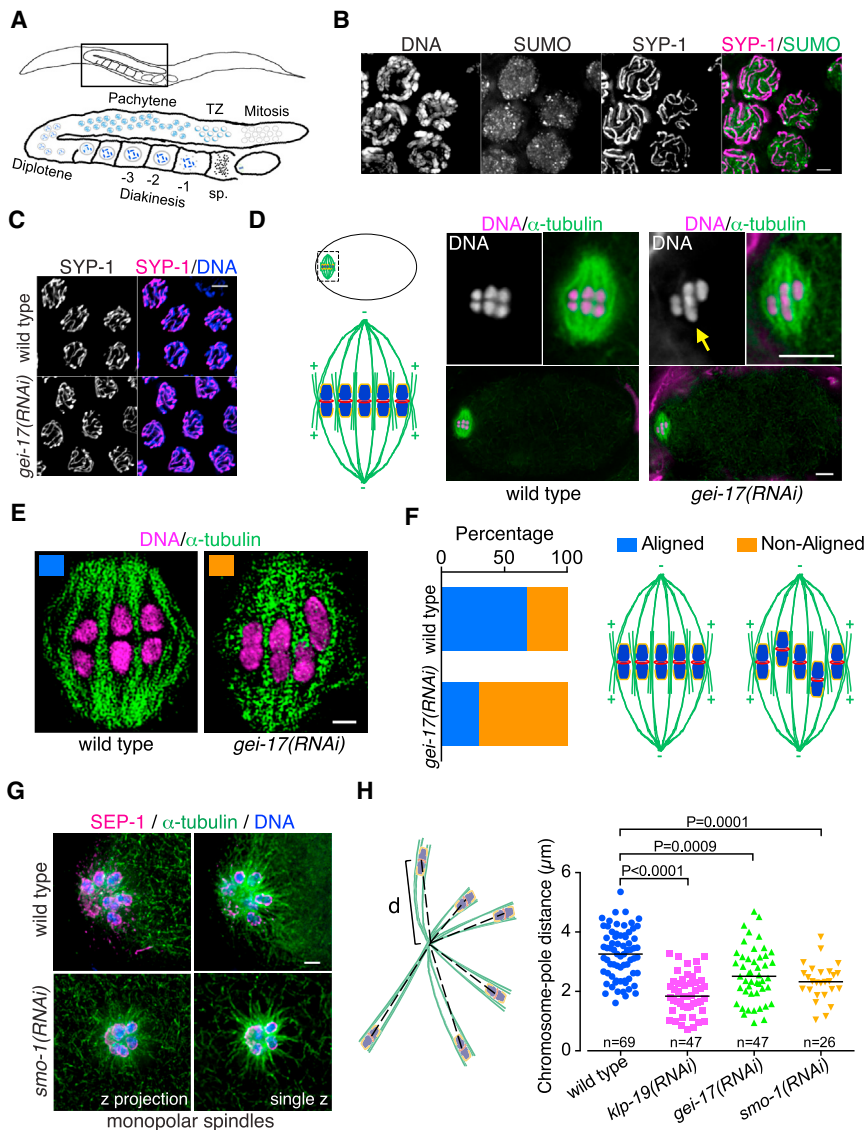 A
Pachytene
TZ
Mitosis
Diplotene
-3
-2
-1
sp.
Diakinesis
B
DNA
SUMO
SYP-1
SYP-1/SUMO
C
SYP-1
SYP-1/DNA
wild type
gei-17(RNAi)
D
DNA/α-tubulin
DNA/α-tubulin
DNA
DNA
-
+ +
+ +
-
wild type
gei-17(RNAi)
E
DNA/α-tubulin
wild type
gei-17(RNAi)
F
Percentage
0 50 100
wild type
gei-17(RNAi)
Aligned
Non-Aligned
- -
+ + + +
+ + + +
- -
G
SEP-1 / α-tubulin / DNA
wild type
smo-1(RNAi)
z projection
single z
monopolar spindles
H
d
P=0.0001
P=0.0009
P<0.0001
Chromosome-pole distance (µm)
6
4
2
0
n=69
n=47
n=47
n=26
wild type
klp-19(RNAi)
gei-17(RNAi)
smo-1(RNAi)